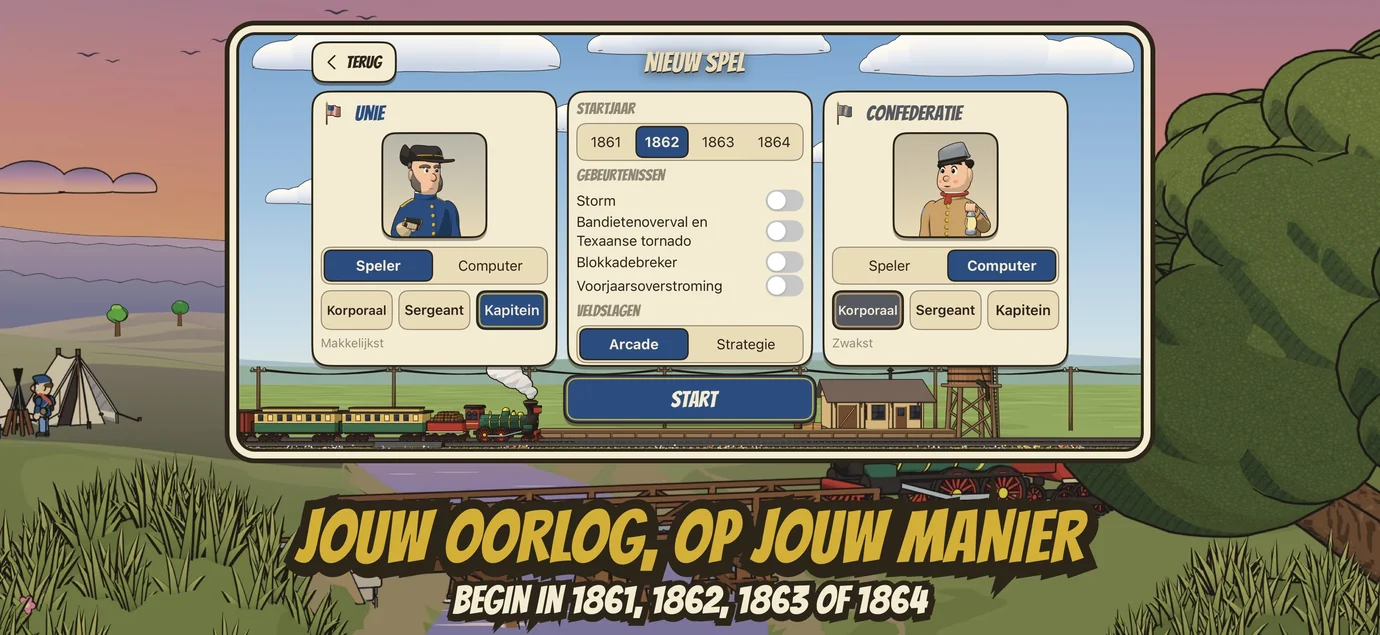 TERUG
NIEUW SPEL
UNIE
Speler
Computer
Korporaal
Sergeant
Kapitein
Makkelijkst
STARTJAAR
1861
1862
1863
1864
GEBEURTENISSEN
Storm
Bandietenoverval en
Texaanse tornado
Blokkadebreker
Voorjaarsoverstroming
VELDSLAGEN
Arcade
Strategie
CONFEDERATIE
Speler
Computer
Korporaal
Sergeant
Kapitein
Zwakst
START
JOUW OORLOG, OP JOUW MANIER
BEGIN IN 1861, 1862, 1863 OF 1864